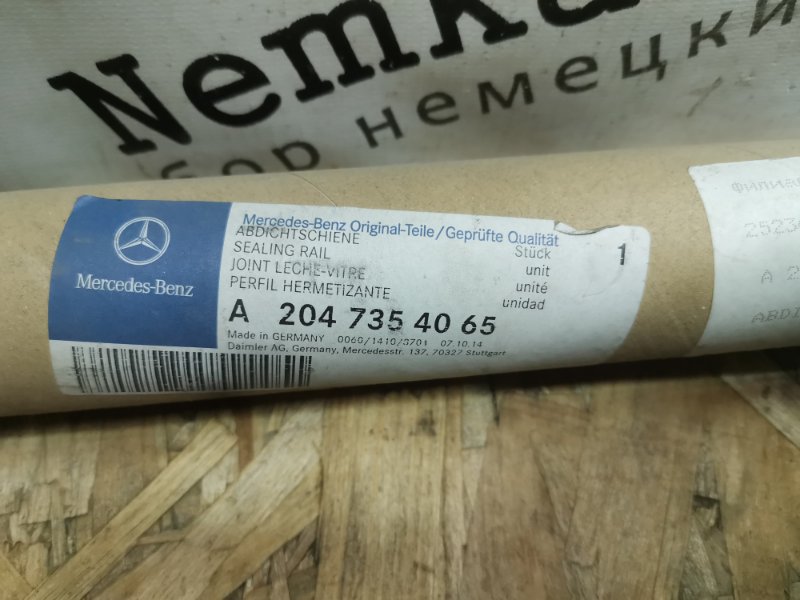 Nemka
бор немецки
Mercedes-Benz
Mercedes-Benz Original-Teile/Geprüfte Qualität
ABDICHTSCHIENE Stück 1
SEALING RAIL unit
JOINT LECHE-VITRE unité
PERFIL HERMETIZANTE unidad
A 204 735 40 65
Made in GERMANY 0060/1410/3701 07.10.14
Daimler AG, Germany, Mercedesstr. 137, 70327 Stuttgart
A 2